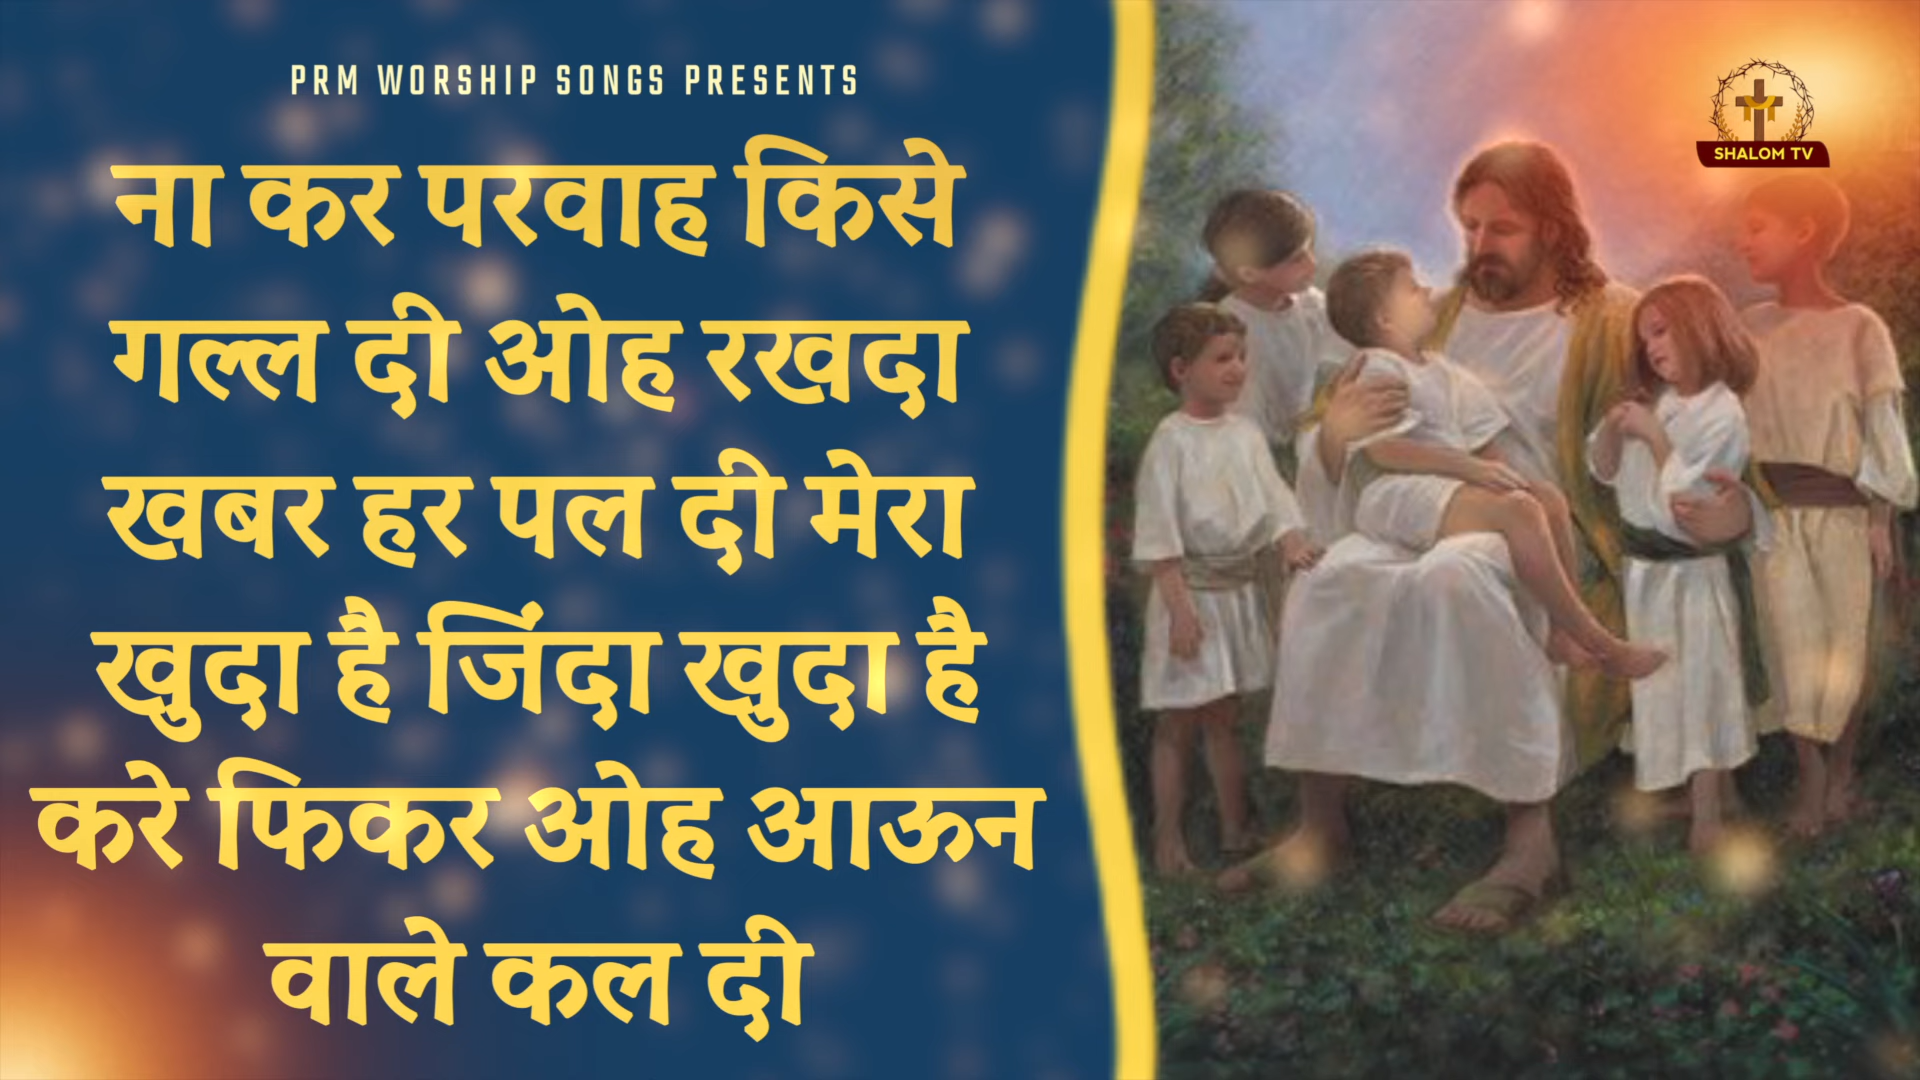 PRM WORSHIP SONGS PRESENTS
ना कर परवाह किसे
गल्ल दी ओह रखदा
खबर हर पल दी मेरा
खुदा है जिंदा खुदा है
करे फिकर ओह आऊन
वाले कल दी
SHALOM TV